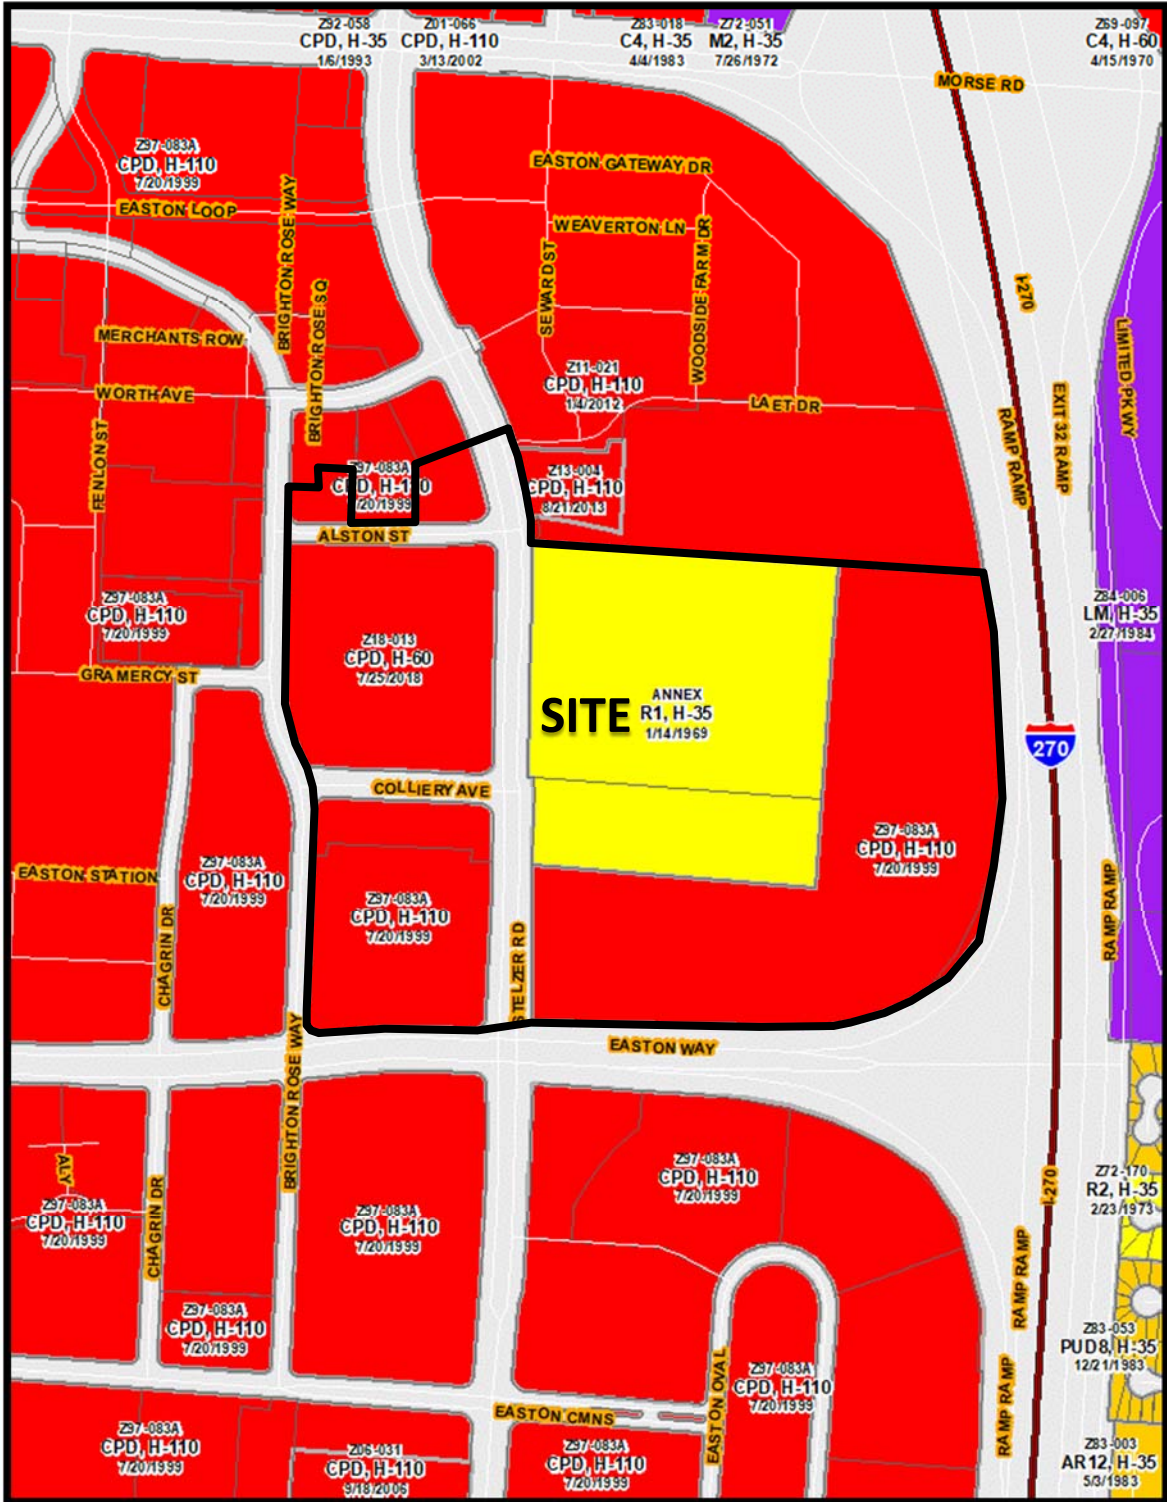 Z92-058
CPD, H-35
1/6/1993
Z01-066
CPD, H-110
3/13/2002
Z83-018
C4, H-35
4/4/1983
Z72-051
M2, H-35
7/26/1972
Z69-097
C4, H-60
4/15/1970
MORSE RD
Z97-083A
CPD, H-110
7/20/1999
EASTON GATEWAY DR
EASTON LOOP
BRIGHTON ROSE WAY
WEAVERTON LN
SEWARD ST
WOODSIDE FARM DR
I-270
BRIGHTON ROSE SQ
MERCHANTS ROW
LIMITED PKWY
WORTH AVE
Z11-021
CPD, H-110
1/4/2012
LAET DR
EXIT 32 RAMP
RAMP RAMP
FENLON ST
Z97-083A
CPD, H-110
7/20/1999
Z13-004
CPD, H-110
8/21/2013
ALSTON ST
Z97-083A
CPD, H-110
7/20/1999
Z84-006
LM, H-35
2/27/1984
Z18-013
CPD, H-60
7/25/2018
GRAMERCY ST
SITE
ANNEX
R1, H-35
1/14/1969
270
COLLIERY AVE
Z97-083A
CPD, H-110
7/20/1999
EASTON STATION
Z97-083A
CPD, H-110
7/20/1999
Z97-083A
CPD, H-110
7/20/1999
RAMP RAMP
CHAGRIN DR
STELZER RD
EASTON WAY
BRIGHTON ROSE WAY
ALY
Z97-083A
CPD, H-110
7/20/1999
Z97-083A
CPD, H-110
7/20/1999
Z72-170
R2, H-35
2/23/1973
I-270
CHAGRIN DR
Z97-083A
CPD, H-110
7/20/1999
RAMP RAMP
Z97-083A
CPD, H-110
7/20/1999
Z83-053
PUD8, H-35
12/21/1983
EASTON OVAL
Z97-083A
CPD, H-110
7/20/1999
RAMP RAMP
EASTON CMNS
Z97-083A
CPD, H-110
7/20/1999
Z06-031
CPD, H-110
9/18/2006
Z97-083A
CPD, H-110
7/20/1999
Z83-003
AR12, H-35
5/3/1983